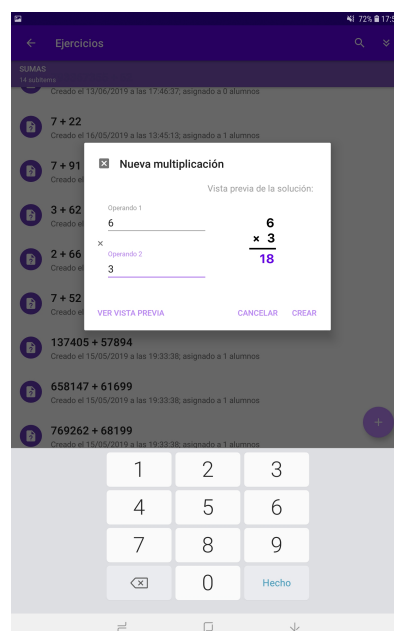 72% 17:5
Ejercicios
SUMAS
14 subitems
Creado el 13/06/2019 a las 17:46:37; asignado a 0 alumnos
7 + 22
Creado el 16/05/2019 a las 13:45:13; asignado a 1 alumnos
7 + 91
Creado el
3 + 62
Creado el
2 + 66
Creado el
7 + 52
Creado el
Nueva multiplicación
Vista previa de la solución:
Operando 1
6
×
Operando 2
3
6
× 3
18
VER VISTA PREVIA CANCELAR CREAR
137405 + 57894
Creado el 15/05/2019 a las 19:33:38; asignado a 1 alumnos
658147 + 61699
Creado el 15/05/2019 a las 19:33:38; asignado a 1 alumnos
769262 + 68199
Creado el 15/05/2019 a las 19:33:38; asignado a 1 alumnos
+
1 2 3
4 5 6
7 8 9
0 Hecho